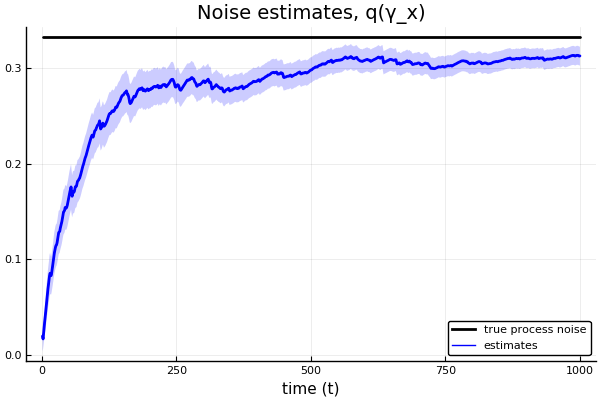 Noise estimates, q(γ_x)
0.3
0.2
0.1
0.0
0
250
500
750
1000
true process noise
estimates
time (t)